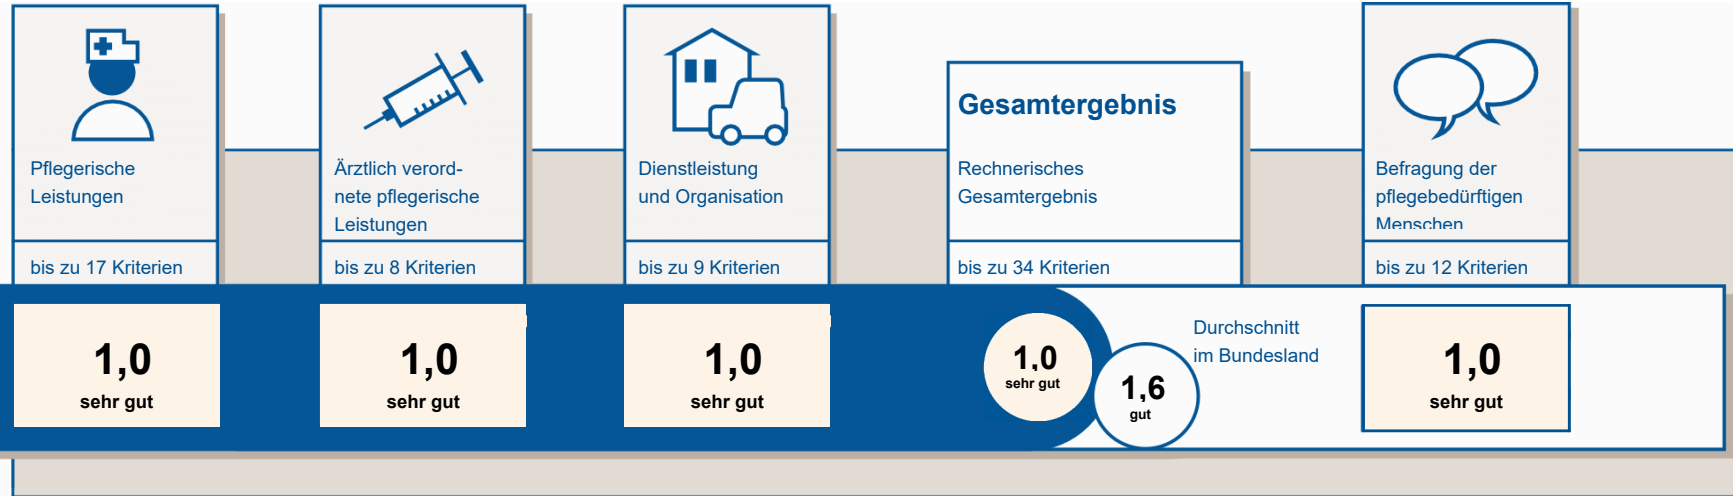 Pflegerische
Leistungen
bis zu 17 Kriterien
1,0
sehr gut
Ärztlich verord-
nete pflegerische
Leistungen
bis zu 8 Kriterien
1,0
sehr gut
Dienstleistung
und Organisation
bis zu 9 Kriterien
1,0
sehr gut
Gesamtergebnis
Rechnerisches
Gesamtergebnis
bis zu 34 Kriterien
1,0
sehr gut
1,6
gut
Durchschnitt
im Bundesland
Befragung der
pflegebedürftigen
Menschen
bis zu 12 Kriterien
1,0
sehr gut